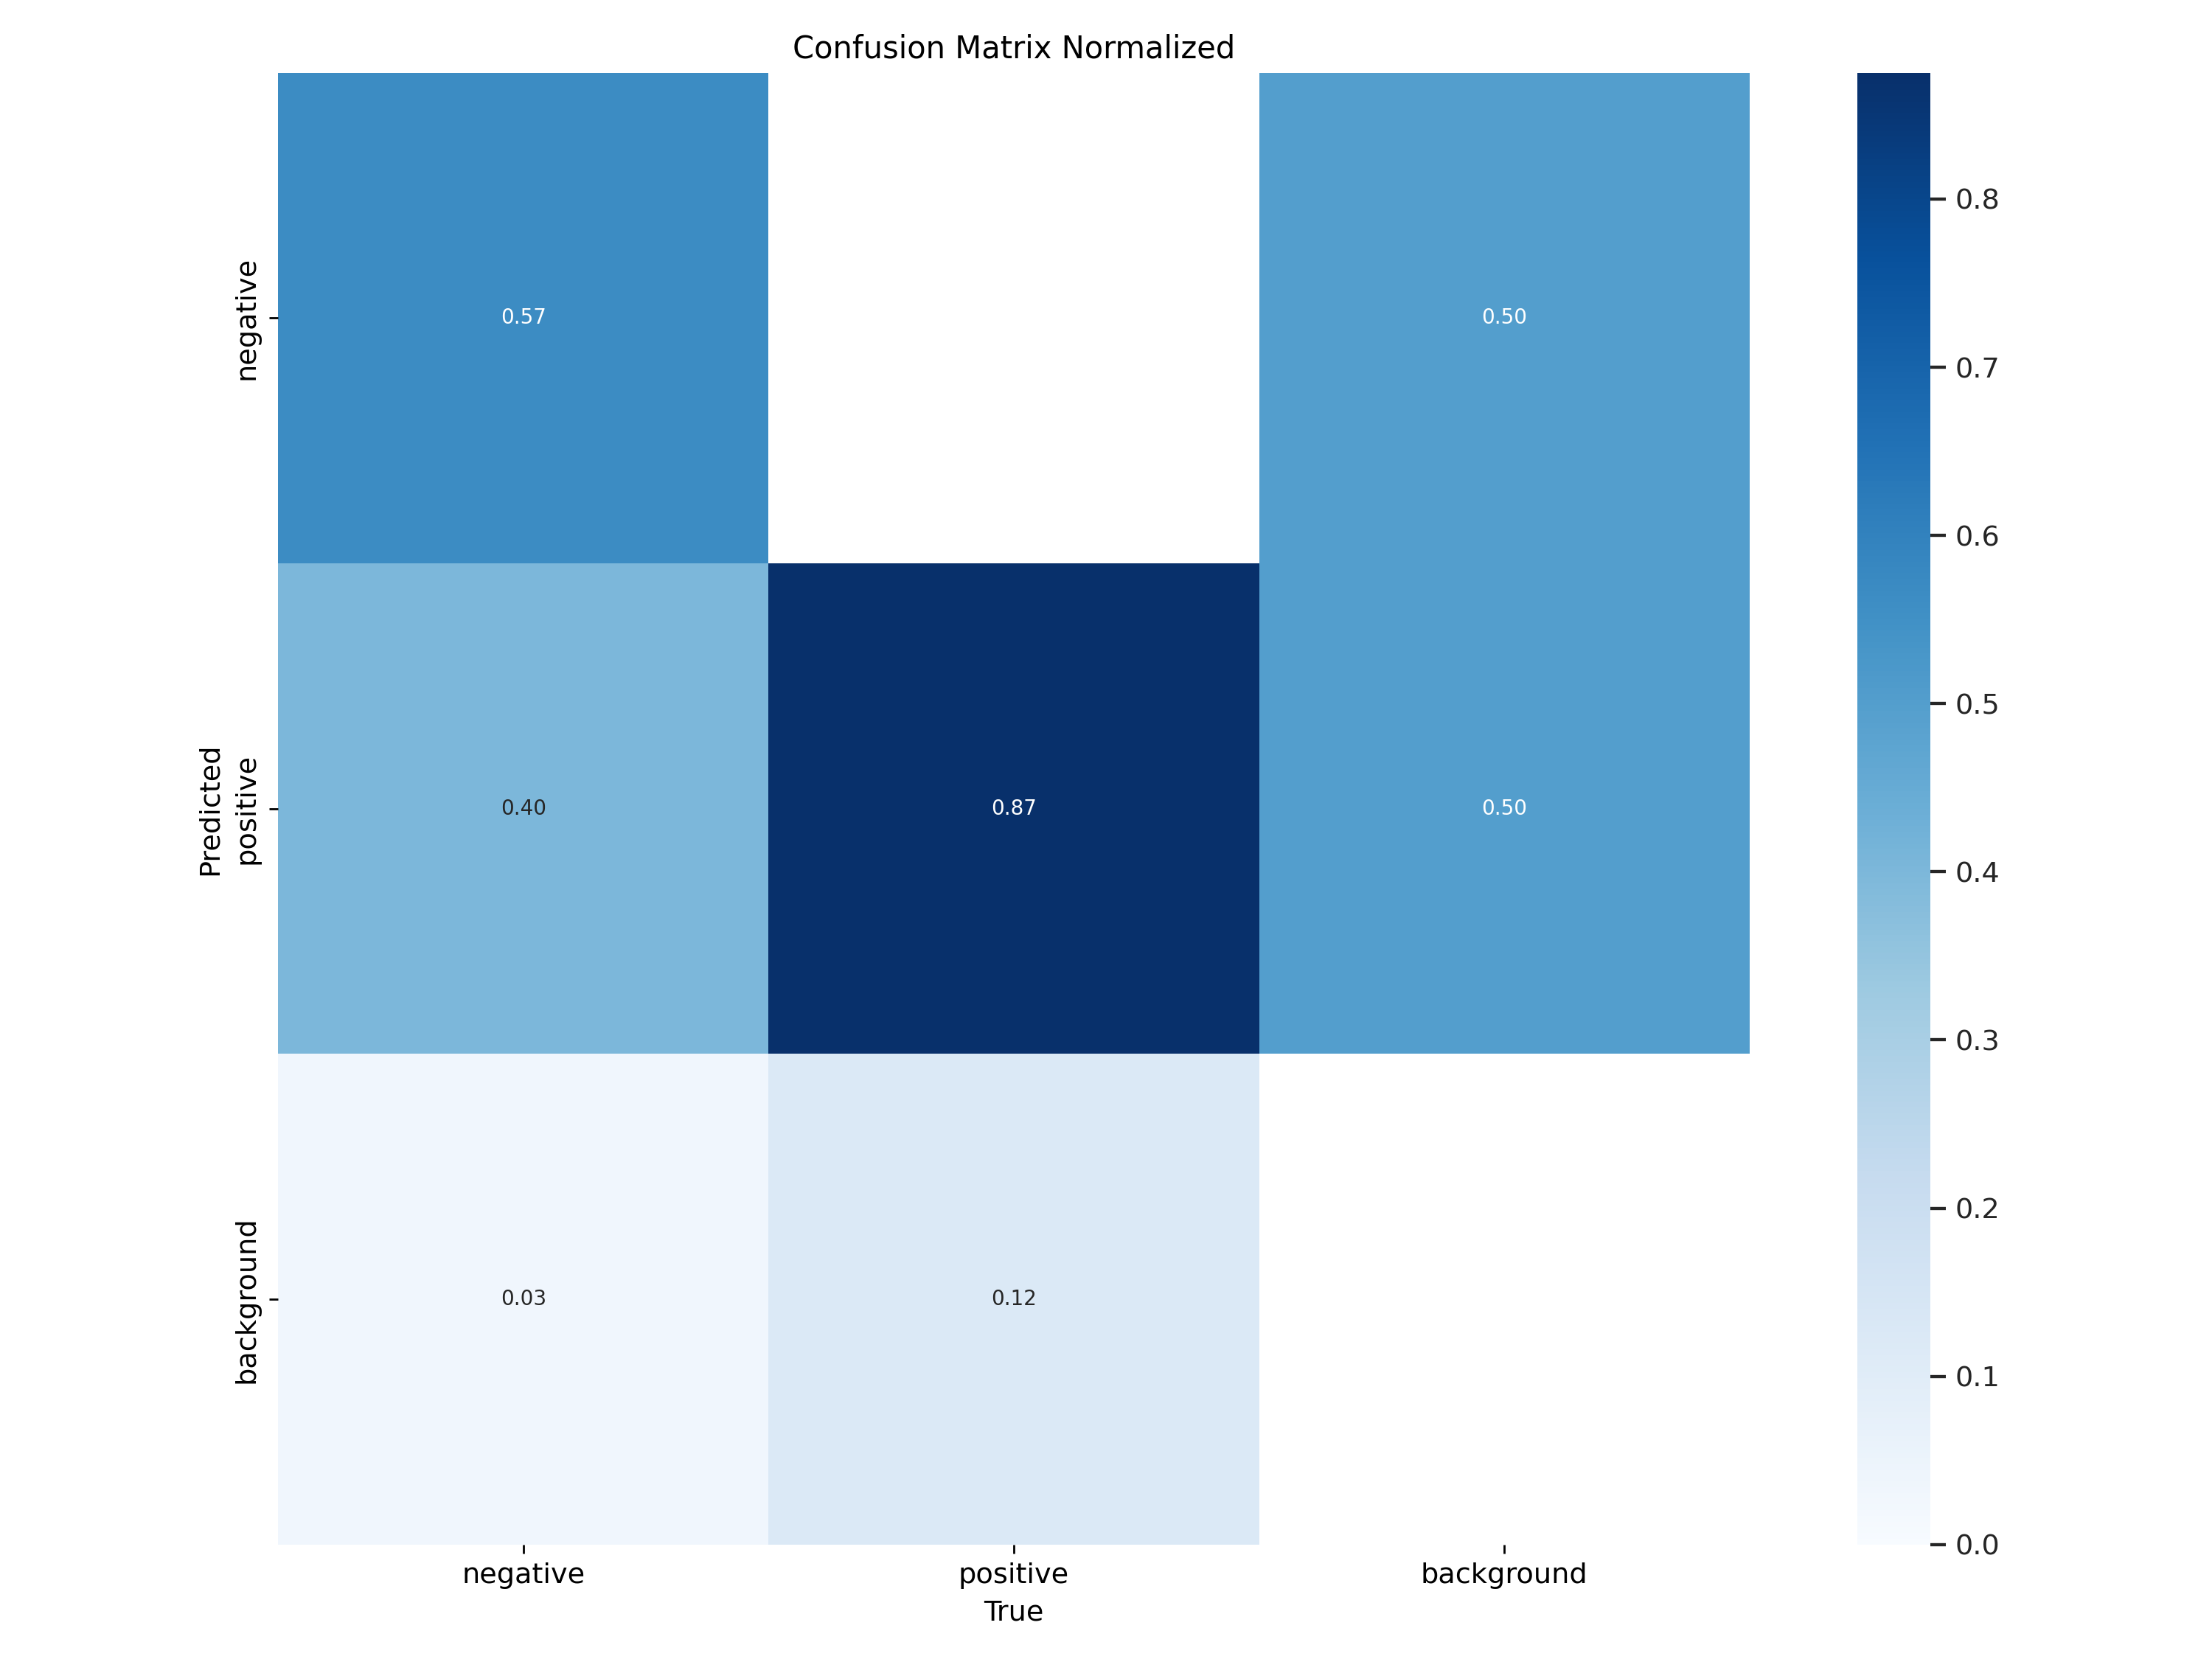 Confusion Matrix Normalized
negative
0.57
0.50
Predicted
positive
0.40
0.87
0.50
background
0.03
0.12
negative
positive
background
True
0.8
0.7
0.6
0.5
0.4
0.3
0.2
0.1
0.0